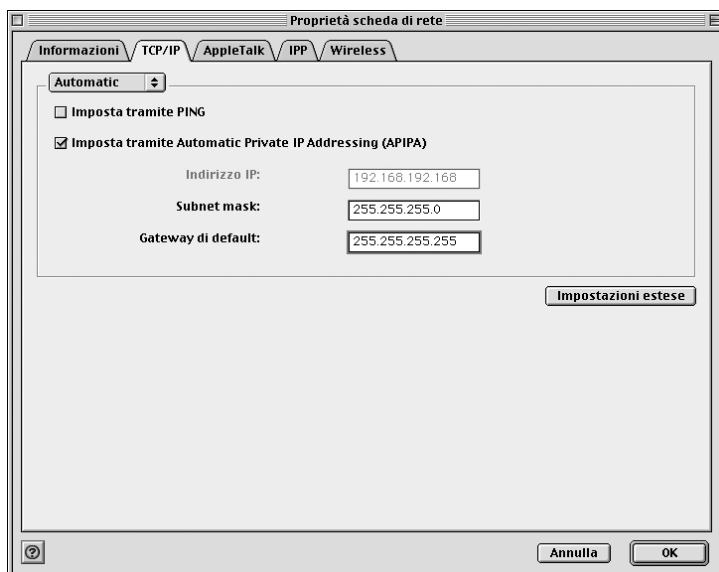 Proprietà scheda di rete
Informazioni TCP/IP AppleTalk IPP Wireless
Automatic
Imposta tramite PING
Imposta tramite Automatic Private IP Addressing (APIPA)
Indirizzo IP: 192.168.192.168
Subnet mask: 255.255.255.0
Gateway di default: 255.255.255.255
Impostazioni estese
? Annulla OK